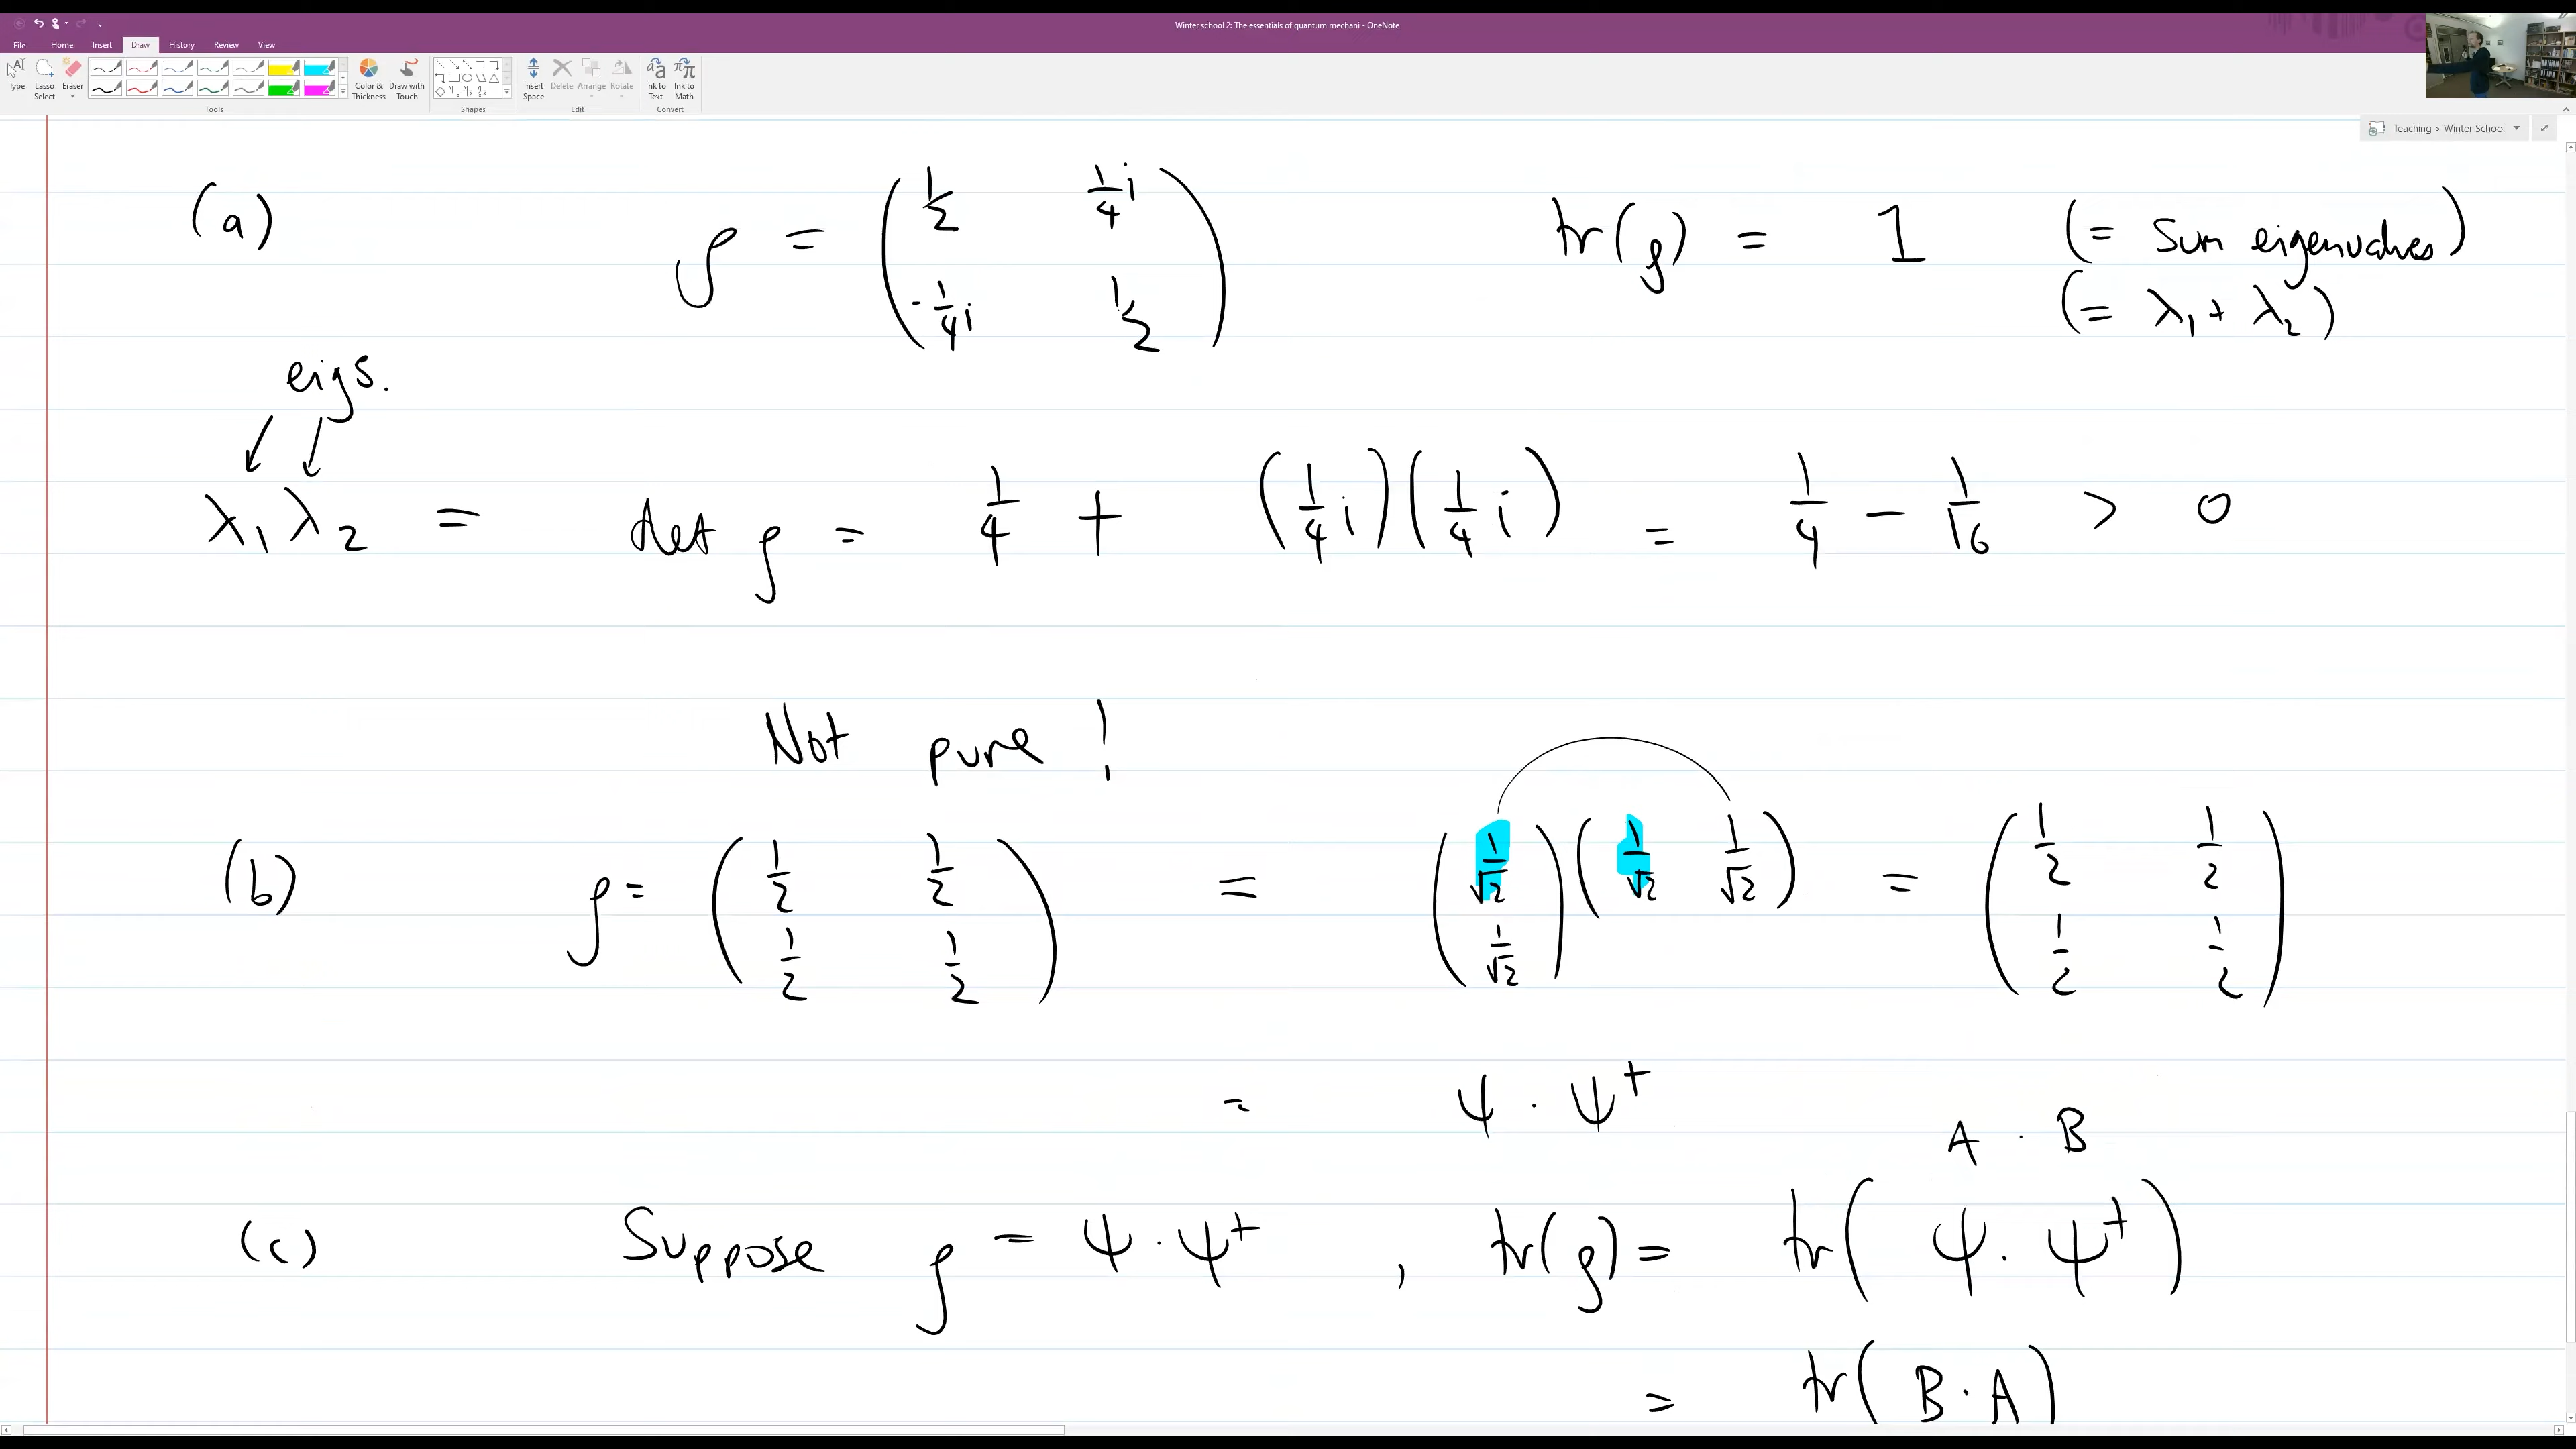 Winter school 2: The essentials of quantum mechani - OneNote
File Home Insert Draw History Review View
Type Lasso Select Eraser Color & Thickness Draw with Touch Insert Space Delete Arrange Rotate Ink to Text Ink to Math
Tools Shapes Edit Convert
Teaching > Winter School
(a) ρ = ( 1/2 1/4 i ; -1/4 i 1/2 ) tr(ρ) = 1 (= Sum eigenvalues)
(= λ₁ + λ₂)
eigs.
λ₁ λ₂ = det ρ = 1/4 + (1/4 i)(1/4 i) = 1/4 - 1/16 > 0
Not pure !
(b) ρ = ( 1/2 1/2 ; 1/2 1/2 ) = ( 1/√2 ; 1/√2 ) ( 1/√2 1/√2 ) = ( 1/2 1/2 ; 1/2 1/2 )
= ψ · ψ†
A · B
(c) Suppose ρ = ψ · ψ† , tr(ρ) = tr( ψ · ψ† )
= tr( B · A )